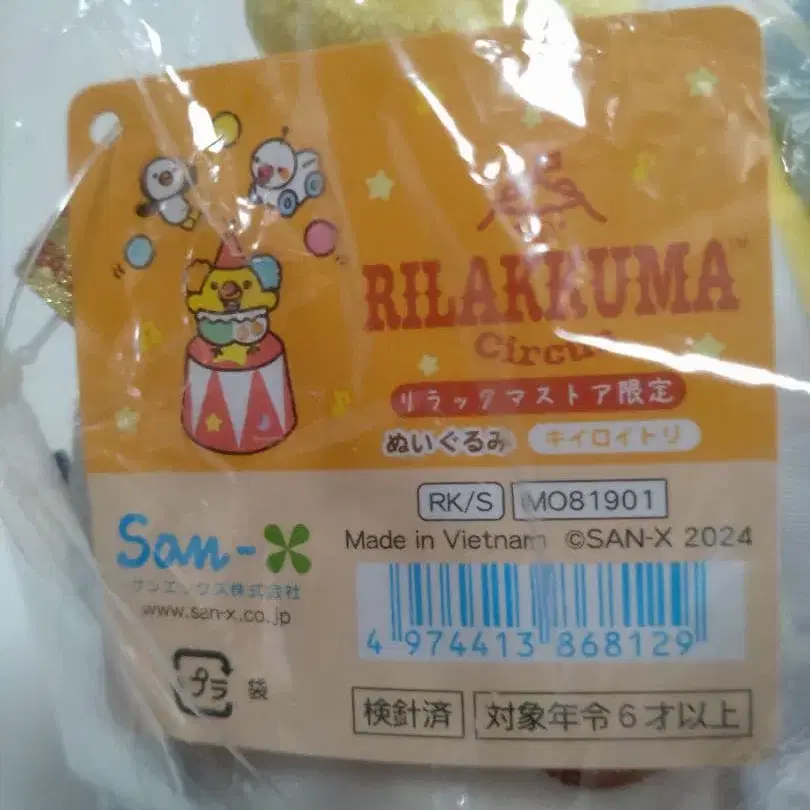 RILAKKUMA™
Circus
リラックマストア限定
ぬいぐるみ キイロイトリ
RK/S MO81901
Made in Vietnam ©SAN-X 2024
San-X
サンエックス株式会社
www.san-x.co.jp
4 974413 868129
プラ 袋
検針済 対象年令6才以上